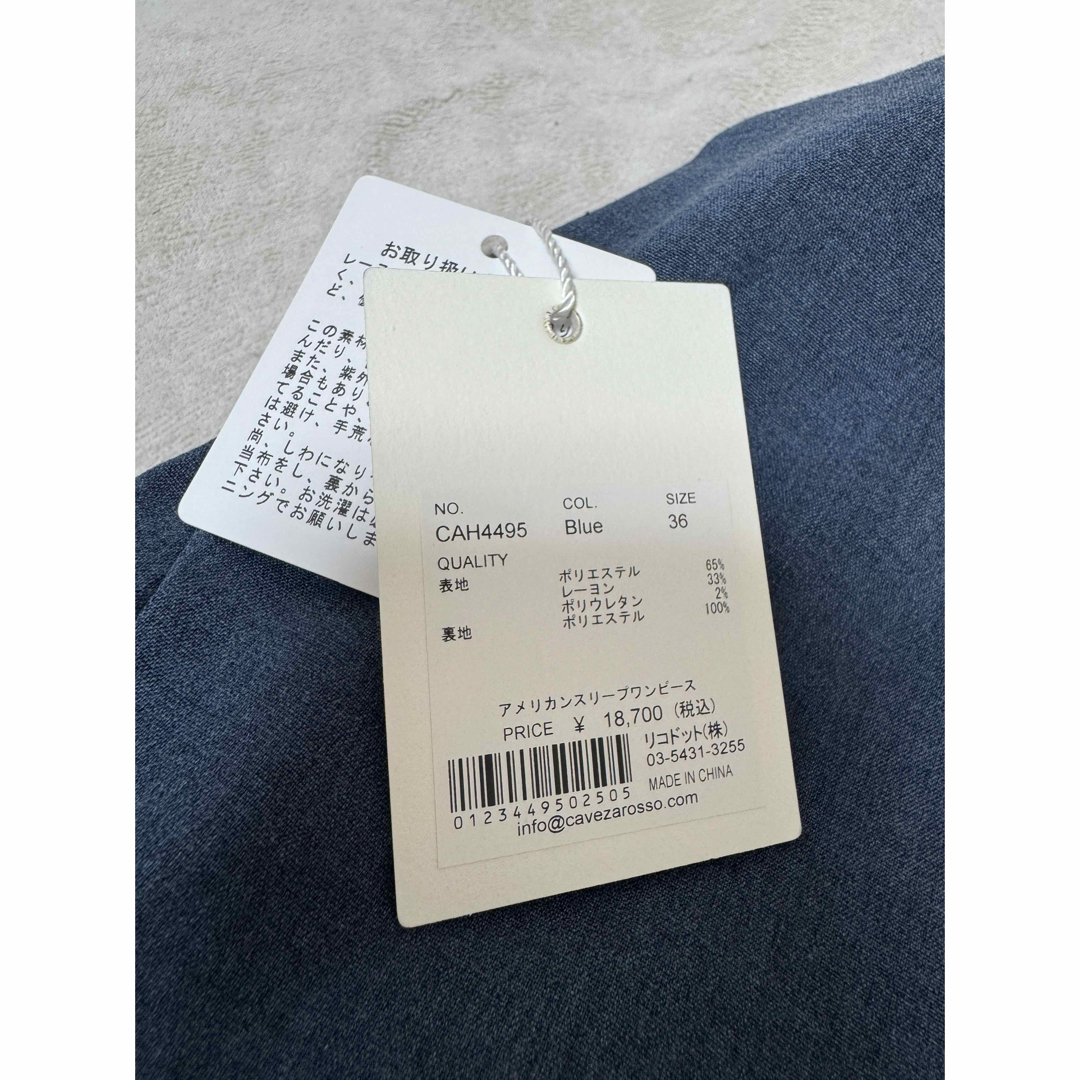 お取り扱い
レース
く、
ど、
この素材
んだり、
また、紫外
場合もあり
てることや、
は避け、手荒
さい。
尚、しわになり
当布をし、裏から
下さい。お洗濯は
ニングでお願いしま
NO. COL. SIZE
CAH4495 Blue 36
QUALITY
表地 ポリエステル 65%
レーヨン 33%
ポリウレタン 2%
裏地 ポリエステル 100%
アメリカンスリーブワンピース
PRICE ¥ 18,700 (税込)
リコドット(株)
03-5431-3255
MADE IN CHINA
0123449502505
info@cavezarosso.com